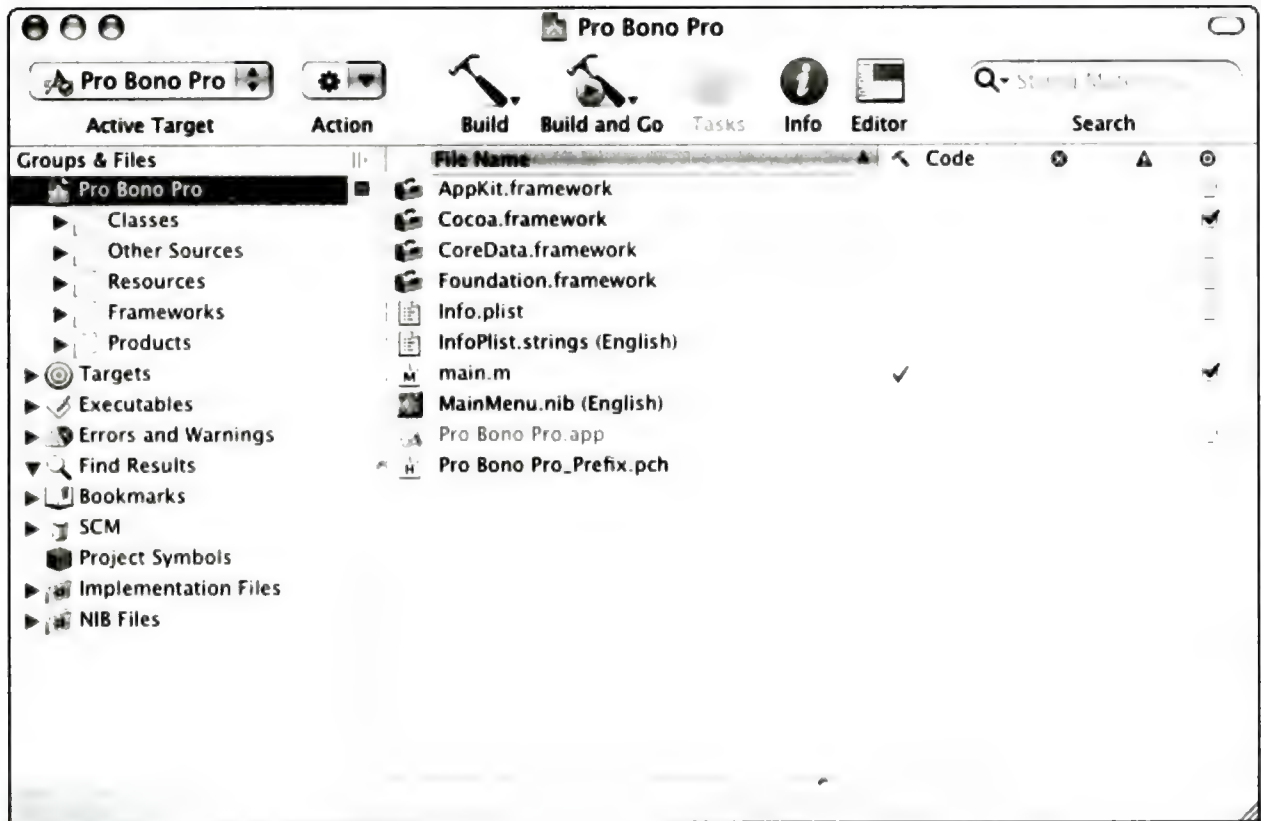 Pro Bono Pro
Pro Bono Pro
Active Target
Action
Build
Build and Go
Tasks
Info
Editor
Search
Groups & Files
File Name
Code
Pro Bono Pro
Classes
Other Sources
Resources
Frameworks
Products
Targets
Executables
Errors and Warnings
Find Results
Bookmarks
SCM
Project Symbols
Implementation Files
NIB Files
AppKit.framework
Cocoa.framework
CoreData.framework
Foundation.framework
Info.plist
InfoPlist.strings (English)
M main.m
MainMenu.nib (English)
Pro Bono Pro.app
H Pro Bono Pro_Prefix.pch